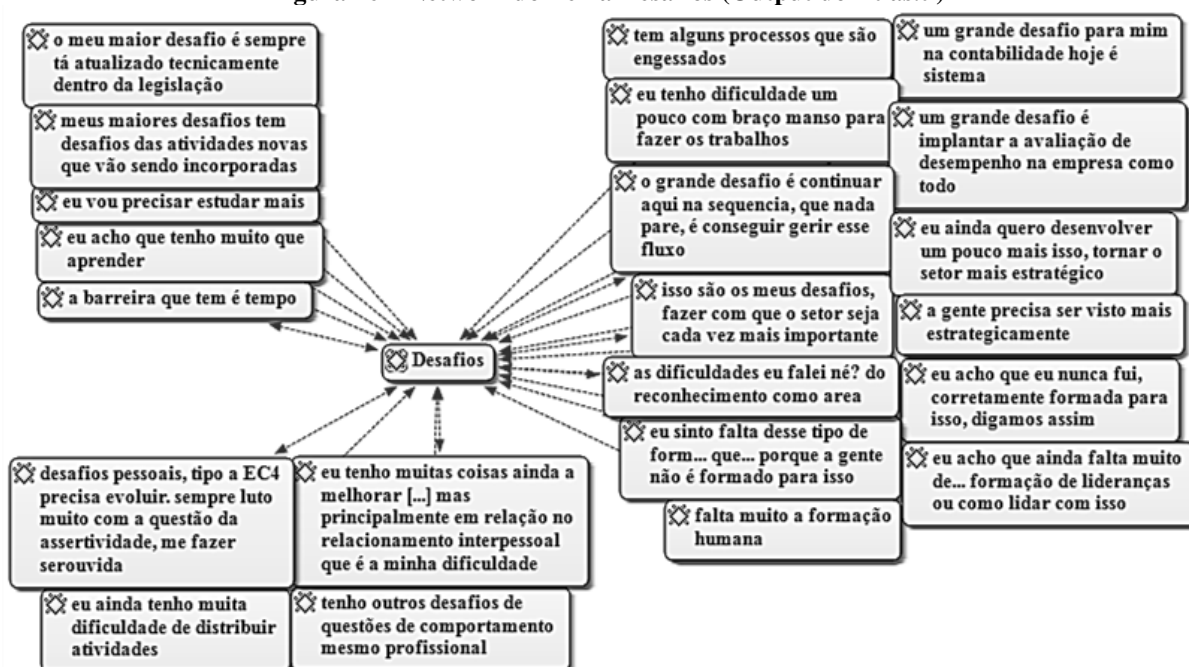 o meu maior desafio é sempre
tá atualizado tecnicamente
dentro da legislação
meus maiores desafios tem
desafios das atividades novas
que vão sendo incorporadas
eu vou precisar estudar mais
eu acho que tenho muito que
aprender
a barreira que tem é tempo
tem alguns processos que são
engessados
eu tenho dificuldade um
pouco com braço manso para
fazer os trabalhos
o grande desafio é continuar
aqui na sequencia, que nada
pare, é conseguir gerir esse
fluxo
isso são os meus desafios,
fazer com que o setor seja
cada vez mais importante
as dificuldades eu falei né? do
reconhecimento como area
eu sinto falta desse tipo de
form... que... porque a gente
não é formado para isso
falta muito a formação
humana
um grande desafio para mim
na contabilidade hoje é
sistema
um grande desafio é
implantar a avaliação de
desempenho na empresa como
todo
eu ainda quero desenvolver
um pouco mais isso, tornar o
setor mais estratégico
a gente precisa ser visto mais
estrategicamente
eu acho que eu nunca fui,
corretamente formada para
isso, digamos assim
eu acho que ainda falta muito
de... formação de lideranças
ou como lidar com isso
Desafios
desafios pessoais, tipo a EC4
precisa evoluir. sempre luto
muito com a questão da
assertividade, me fazer
serouvida
eu ainda tenho muita
dificuldade de distribuir
atividades
eu tenho muitas coisas ainda a
melhorar [...] mas
principalmente em relação no
relacionamento interpessoal
que é a minha dificuldade
tenho outros desafios de
questões de comportamento
mesmo profissional